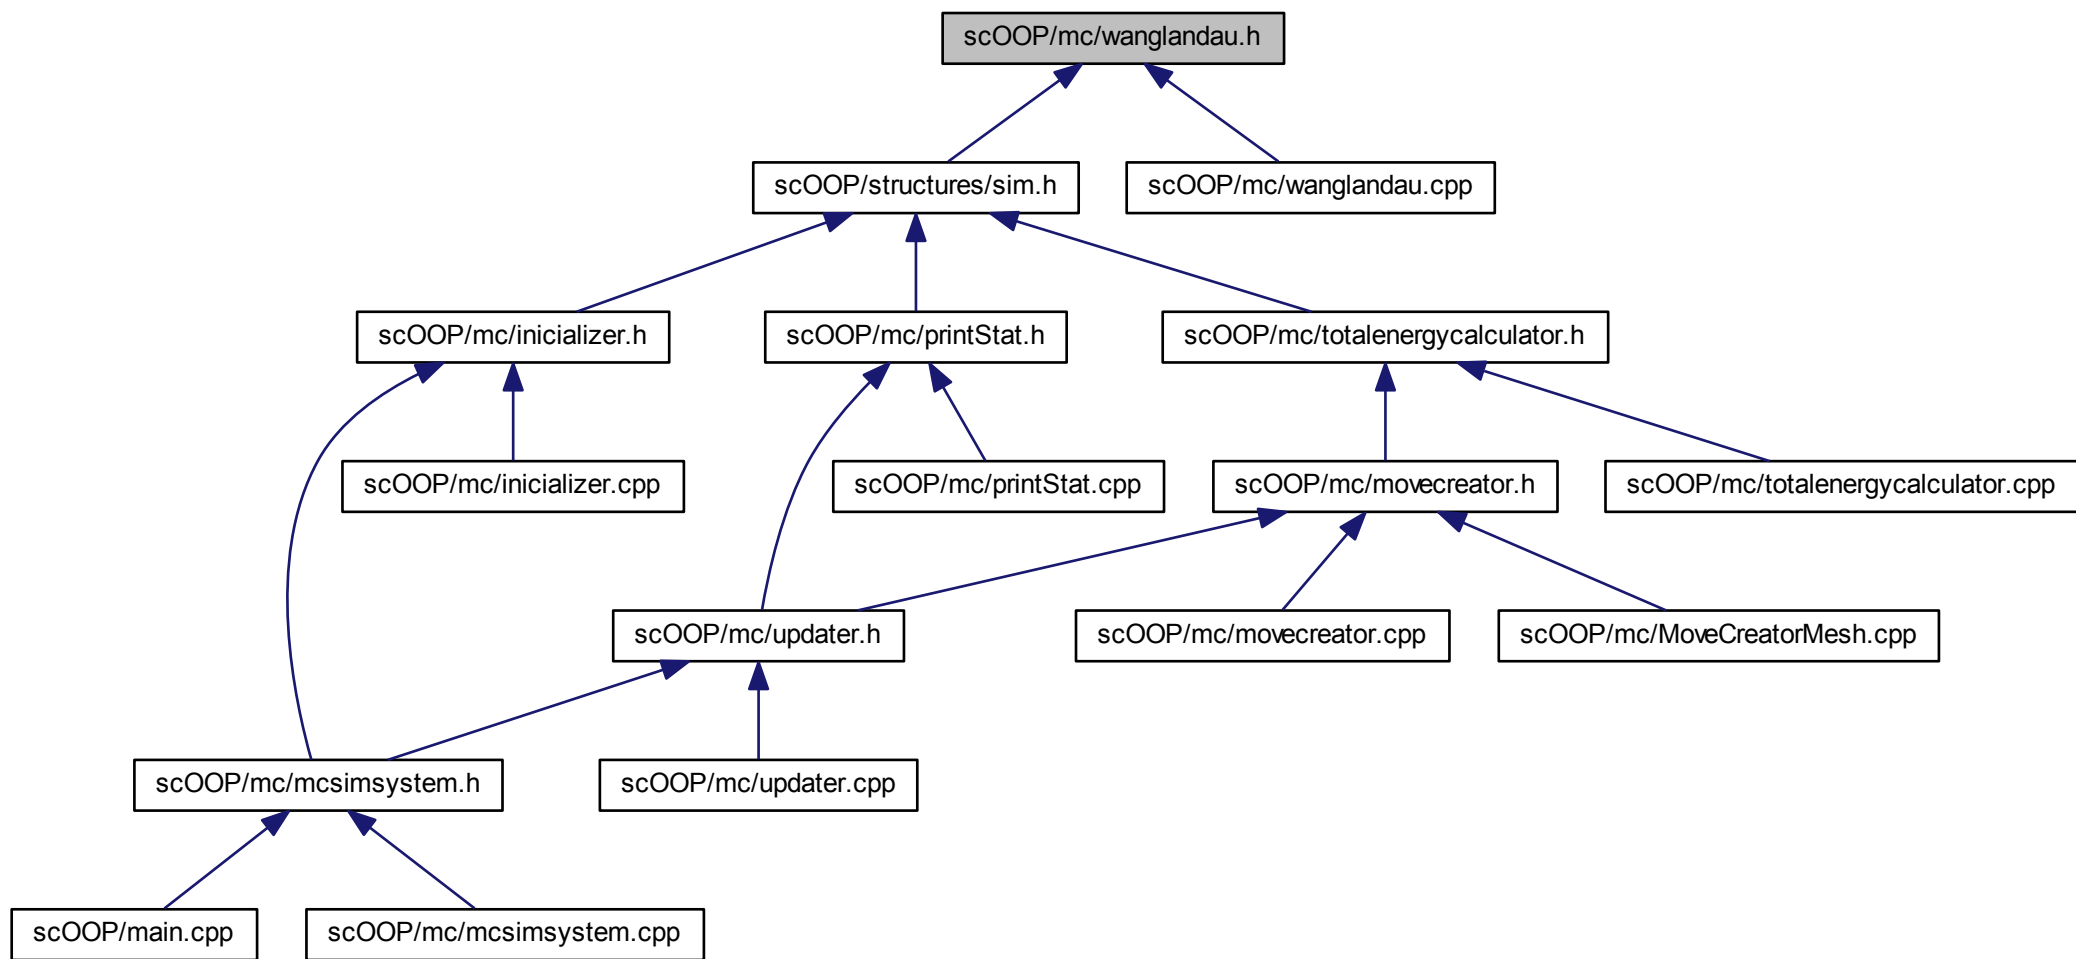 scOOP/mc/wanglandau.h
scOOP/structures/sim.h
scOOP/mc/wanglandau.cpp
scOOP/mc/inicializer.h
scOOP/mc/printStat.h
scOOP/mc/totalenergycalculator.h
scOOP/mc/inicializer.cpp
scOOP/mc/printStat.cpp
scOOP/mc/movecreator.h
scOOP/mc/totalenergycalculator.cpp
scOOP/mc/updater.h
scOOP/mc/movecreator.cpp
scOOP/mc/MoveCreatorMesh.cpp
scOOP/mc/mcsimsystem.h
scOOP/mc/updater.cpp
scOOP/main.cpp
scOOP/mc/mcsimsystem.cpp